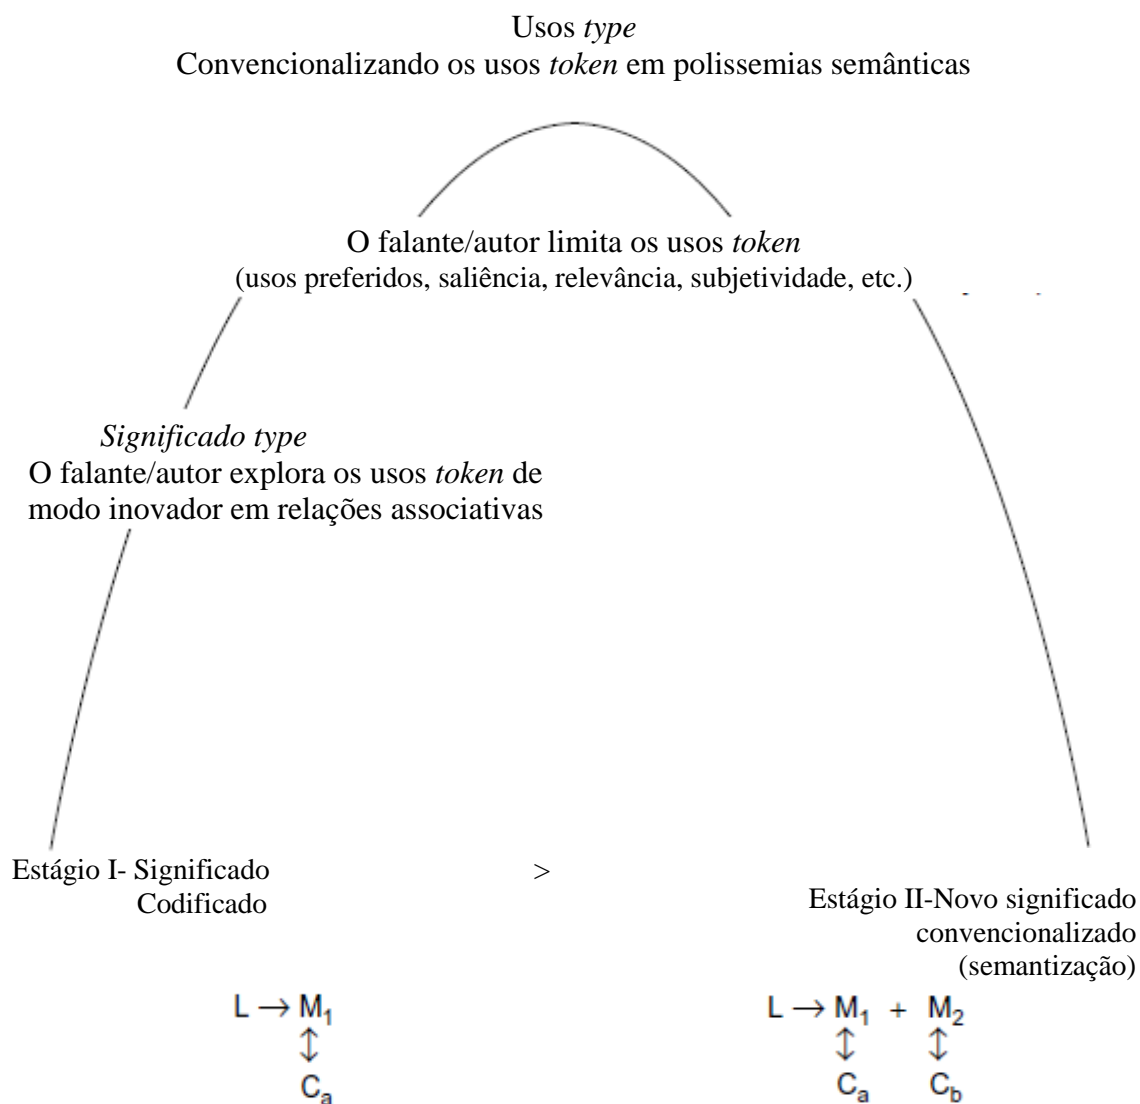 Usos type
Convencionalizando os usos token em polissemias semânticas
O falante/autor limita os usos token
(usos preferidos, saliência, relevância, subjetividade, etc.)
Significado type
O falante/autor explora os usos token de
modo inovador em relações associativas
Estágio I- Significado
Codificado
>
Estágio II-Novo significado
convencionalizado
(semantização)
L → M₁
↕
Cₐ
L → M₁ + M₂
↕ ↕
Cₐ C_b